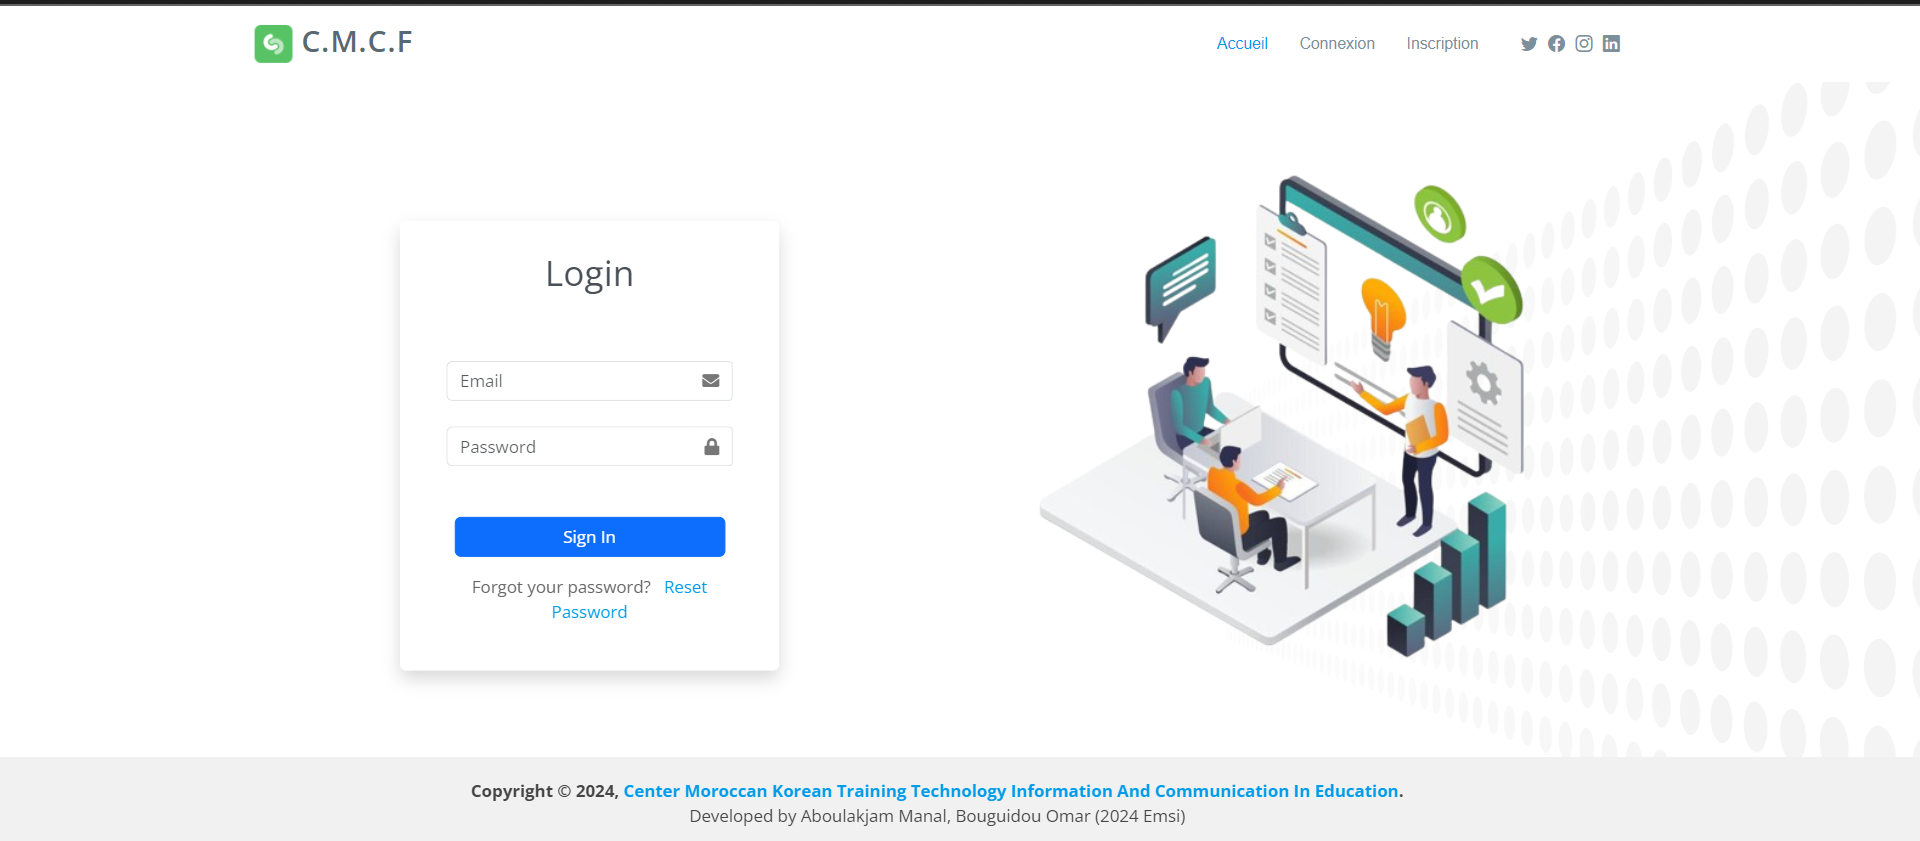 C.M.C.F
Accueil Connexion Inscription
Login
Email
Password
Sign In
Forgot your password? Reset
Password
Copyright © 2024, Center Moroccan Korean Training Technology Information And Communication In Education.
Developed by Aboulakjam Manal, Bouguidou Omar (2024 Emsi)